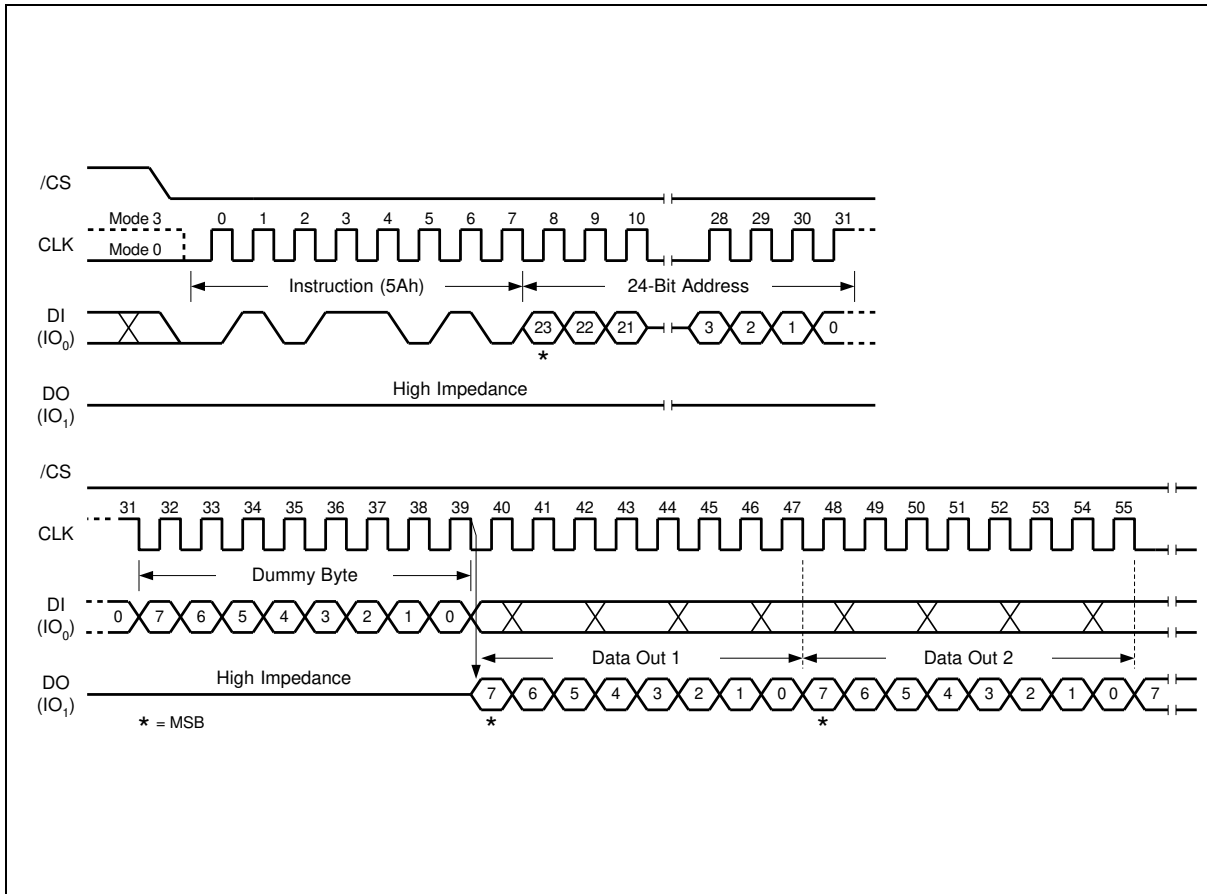 /CS
Mode 3 0 1 2 3 4 5 6 7 8 9 10 28 29 30 31
CLK
Mode 0
Instruction (5Ah) 24-Bit Address
DI
(IO0) 23 22 21 3 2 1 0
*
High Impedance
DO
(IO1)
/CS
31 32 33 34 35 36 37 38 39 40 41 42 43 44 45 46 47 48 49 50 51 52 53 54 55
CLK
Dummy Byte
DI
(IO0) 0 7 6 5 4 3 2 1 0
Data Out 1 Data Out 2
High Impedance
DO
(IO1) 7 6 5 4 3 2 1 0 7 6 5 4 3 2 1 0 7
* = MSB * *